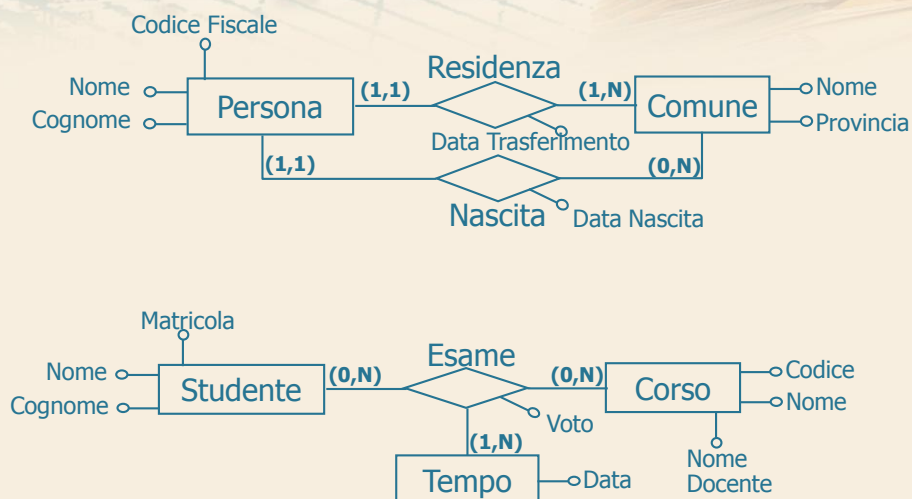 Codice Fiscale
Nome
Cognome
Persona
(1,1)
Residenza
(1,N)
Comune
Nome
Provincia
Data Trasferimento
(1,1)
(0,N)
Nascita
Data Nascita
Matricola
Nome
Cognome
Studente
(0,N)
Esame
(0,N)
Corso
Codice
Nome
Voto
(1,N)
Nome
Docente
Tempo
Data